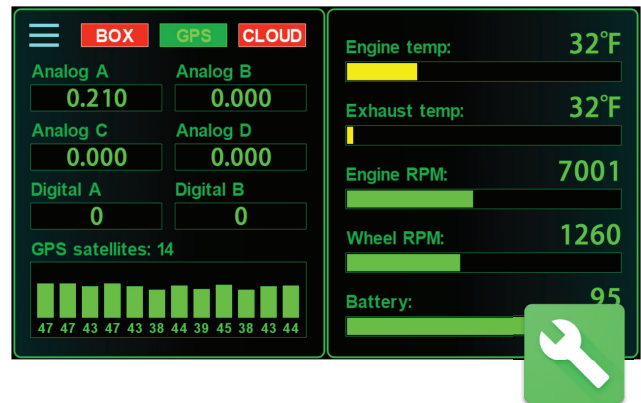 BOX GPS CLOUD
Analog A Analog B
0.210 0.000
Analog C Analog D
0.000 0.000
Digital A Digital B
0 0
GPS satellites: 14
47 47 43 47 43 38 44 39 45 38 43 44
Engine temp: 32°F
Exhaust temp: 32°F
Engine RPM: 7001
Wheel RPM: 1260
Battery: 95